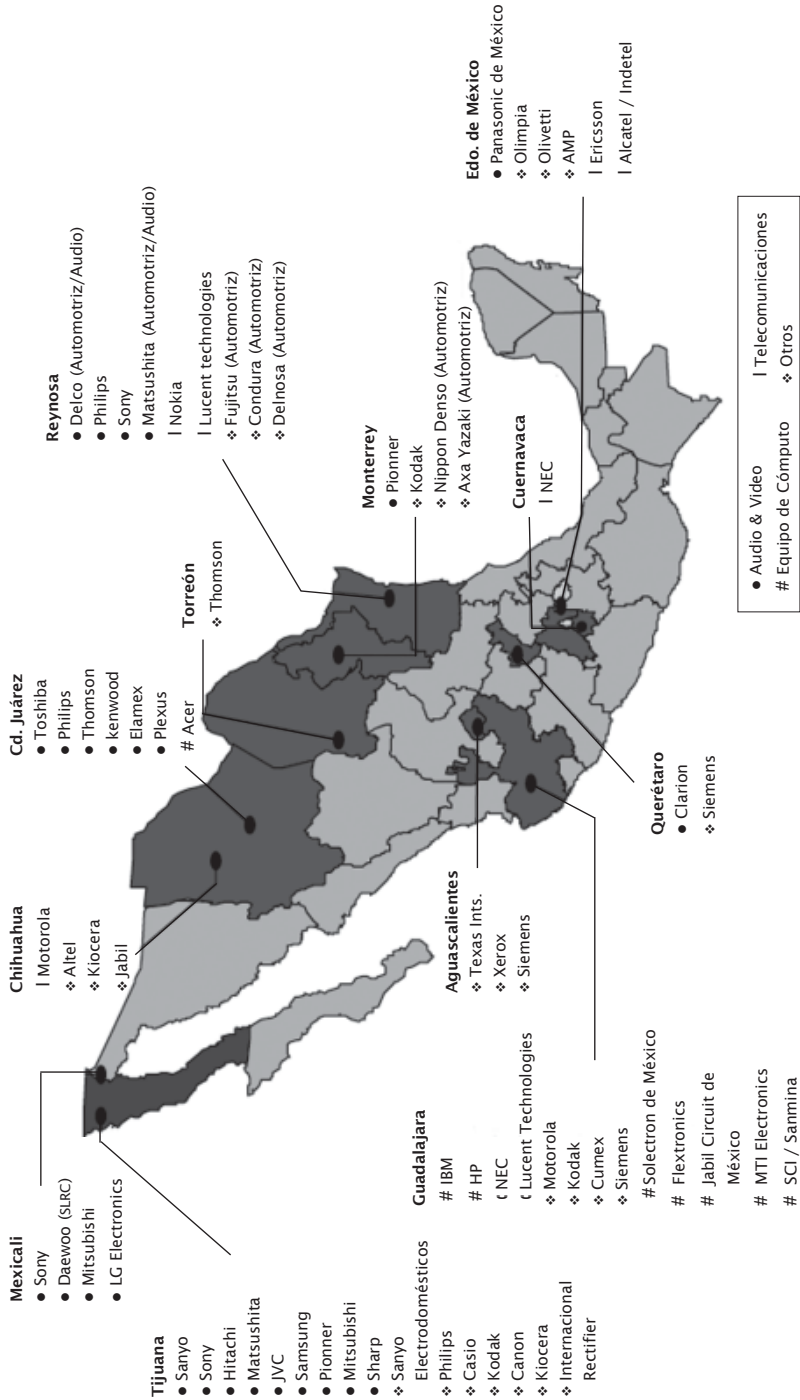 Mexicali
● Sony
● Daewoo (SLRC)
● Mitsubishi
● LG Electronics
Chihuahua
| Motorola
❖ Altel
❖ Kiocera
❖ Jabil
Cd. Juárez
● Toshiba
● Philips
● Thomson
● kenwood
● Elamex
● Plexus
# Acer
Reynosa
● Delco (Automotriz/Audio)
● Philips
● Sony
● Matsushita (Automotriz/Audio)
| Nokia
| Lucent technologies
❖ Fujitsu (Automotriz)
❖ Condura (Automotriz)
❖ Delnosa (Automotriz)
Tijuana
● Sanyo
● Sony
● Hitachi
● Matsushita
● JVC
● Samsung
● Pionner
● Mitsubishi
● Sharp
❖ Sanyo
Electrodomésticos
❖ Philips
❖ Casio
❖ Kodak
❖ Canon
❖ Kiocera
❖ Internacional
Rectifier
Torreón
❖ Thomson
Monterrey
● Pionner
❖ Kodak
❖ Nippon Denso (Automotriz)
❖ Axa Yazaki (Automotriz)
Edo. de México
● Panasonic de México
❖ Olimpia
❖ Olivetti
❖ AMP
| Ericsson
| Alcatel / Indetel
Cuernavaca
| NEC
Guadalajara
# IBM
# HP
( NEC
( Lucent Technologies
❖ Motorola
❖ Kodak
❖ Cumex
❖ Siemens
# Solectron de México
# Flextronics
# Jabil Circuit de
México
# MTI Electronics
# SCI / Sanmina
Aguascalientes
❖ Texas Ints.
❖ Xerox
❖ Siemens
Querétaro
● Clarion
❖ Siemens
● Audio & Video | Telecomunicaciones
# Equipo de Cómputo ❖ Otros